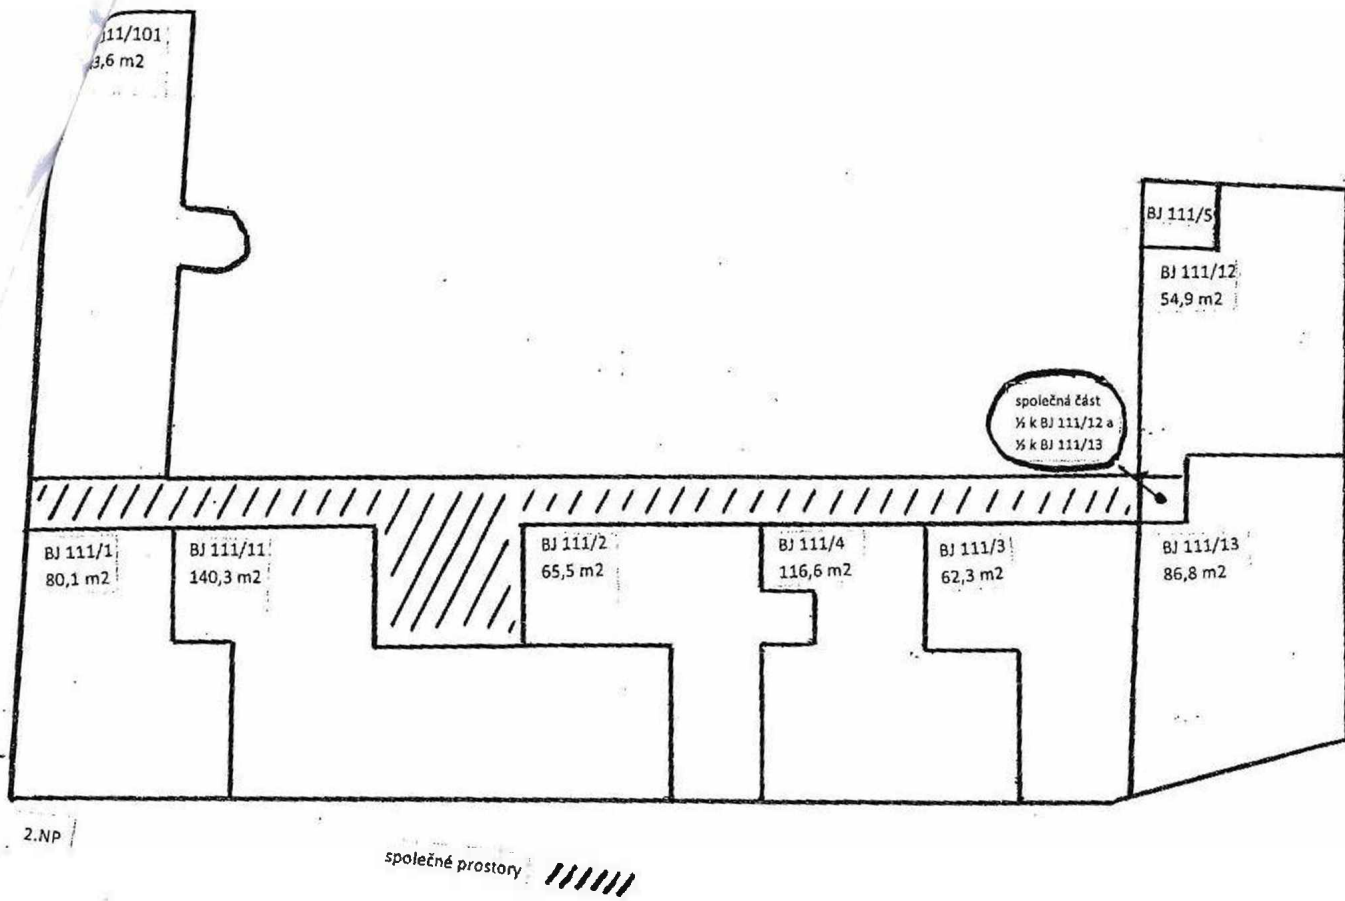 J11/101
3,6 m2
BJ 111/5
BJ 111/12
54,9 m2
společná část
½ k BJ 111/12 a
½ k BJ 111/13
BJ 111/1
80,1 m2
BJ 111/11
140,3 m2
BJ 111/2
65,5 m2
BJ 111/4
116,6 m2
BJ 111/3
62,3 m2
BJ 111/13
86,8 m2
2.NP
společné prostory